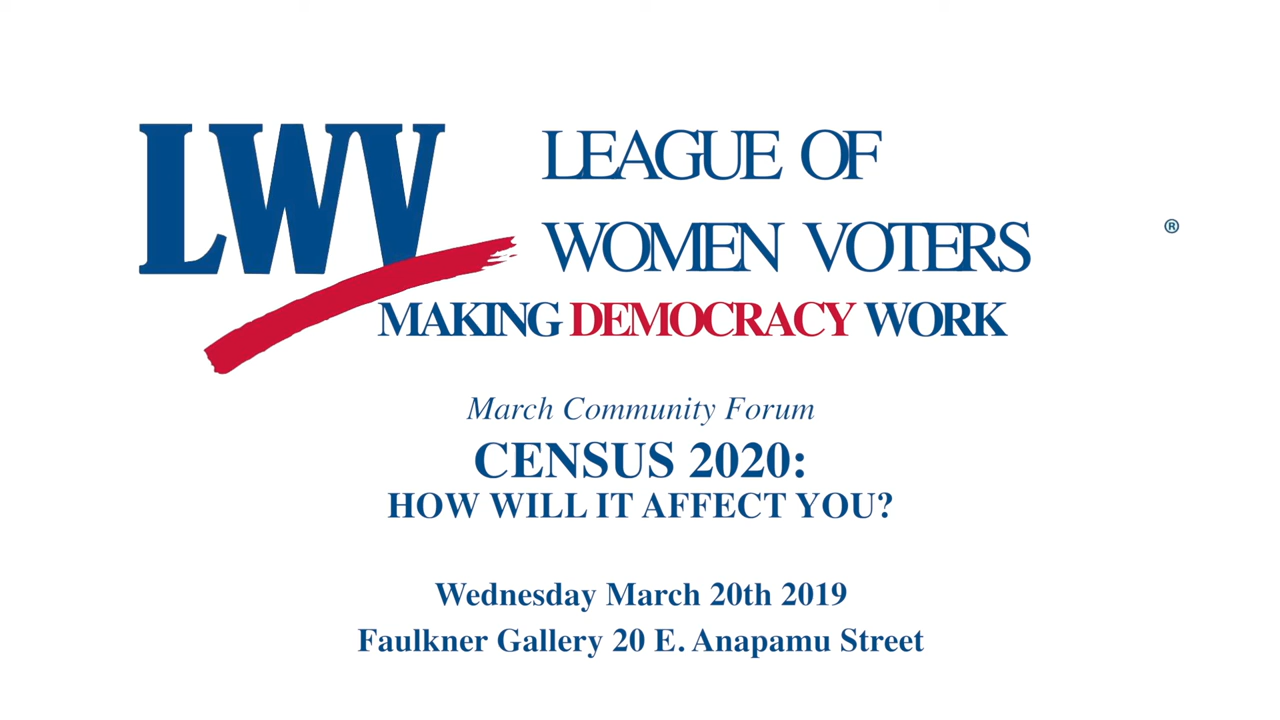 LWV
LEAGUE OF
WOMEN VOTERS
®
MAKING DEMOCRACY WORK
March Community Forum
CENSUS 2020:
HOW WILL IT AFFECT YOU?
Wednesday March 20th 2019
Faulkner Gallery 20 E. Anapamu Street